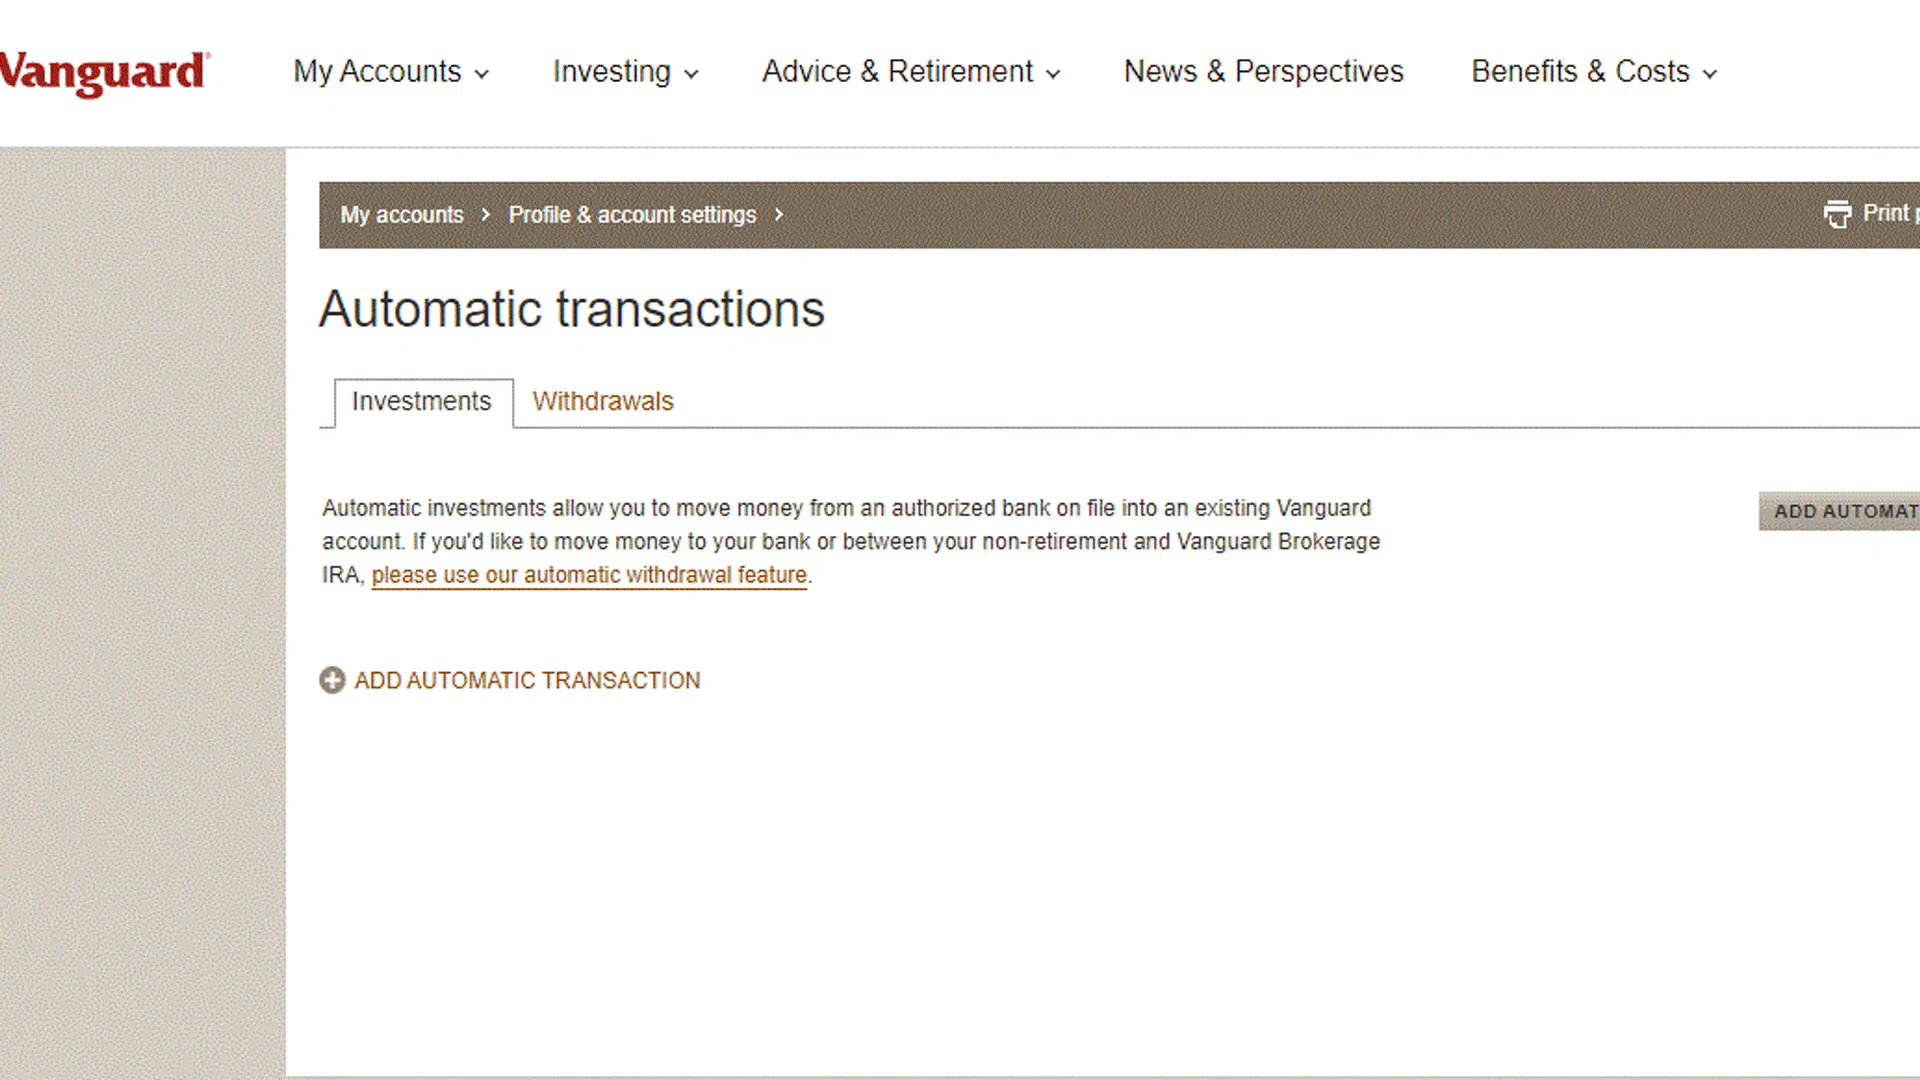 Vanguard®
My Accounts Investing Advice & Retirement News & Perspectives Benefits & Costs
My accounts Profile & account settings Print
Automatic transactions
Investments Withdrawals
Automatic investments allow you to move money from an authorized bank on file into an existing Vanguard
account. If you'd like to move money to your bank or between your non-retirement and Vanguard Brokerage
IRA, please use our automatic withdrawal feature.
ADD AUTOMAT
ADD AUTOMATIC TRANSACTION